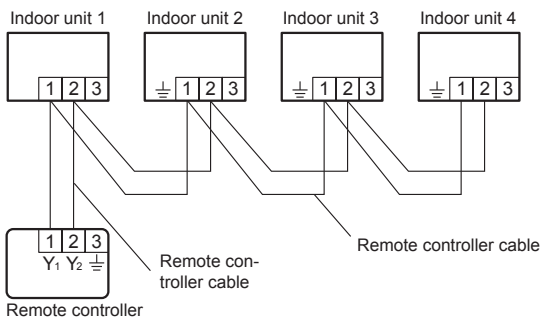 Indoor unit 1 Indoor unit 2 Indoor unit 3 Indoor unit 4
1 2 3 ⏚ 1 2 3 ⏚ 1 2 3 ⏚ 1 2 3
1 2 3
Y1 Y2 ⏚
Remote con-
troller cable
Remote controller cable
Remote controller